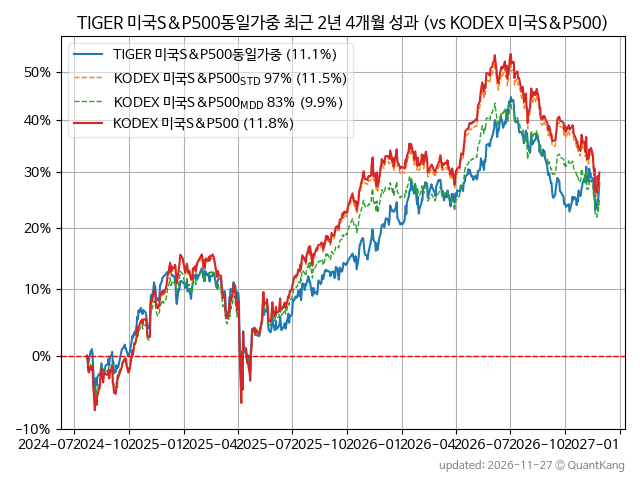 TIGER 미국S&P500동일가중 최근 2년 4개월 성과 (vs KODEX 미국S&P500)
TIGER 미국S&P500동일가중 (11.1%)
KODEX 미국S&P500STD 97% (11.5%)
KODEX 미국S&P500MDD 83% (9.9%)
KODEX 미국S&P500 (11.8%)
50%
40%
30%
20%
10%
0%
-10%
2024-07 2024-10 2025-01 2025-04 2025-07 2025-10 2026-01 2026-04 2026-07 2026-10 2027-01
updated: 2026-11-27 © QuantKang